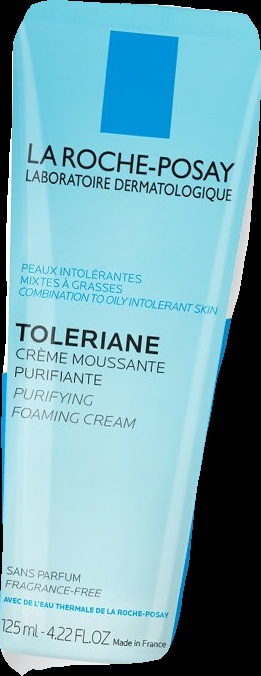 LA ROCHE-POSAY
LABORATOIRE DERMATOLOGIQUE
PEAUX INTOLÉRANTES
MIXTES À GRASSES
COMBINATION TO OILY INTOLERANT SKIN
TOLERIANE
CRÈME MOUSSANTE
PURIFIANTE
PURIFYING
FOAMING CREAM
SANS PARFUM
FRAGRANCE-FREE
AVEC DE L'EAU THERMALE DE LA ROCHE-POSAY
125 ml - 4.22 FL.OZ Made in France